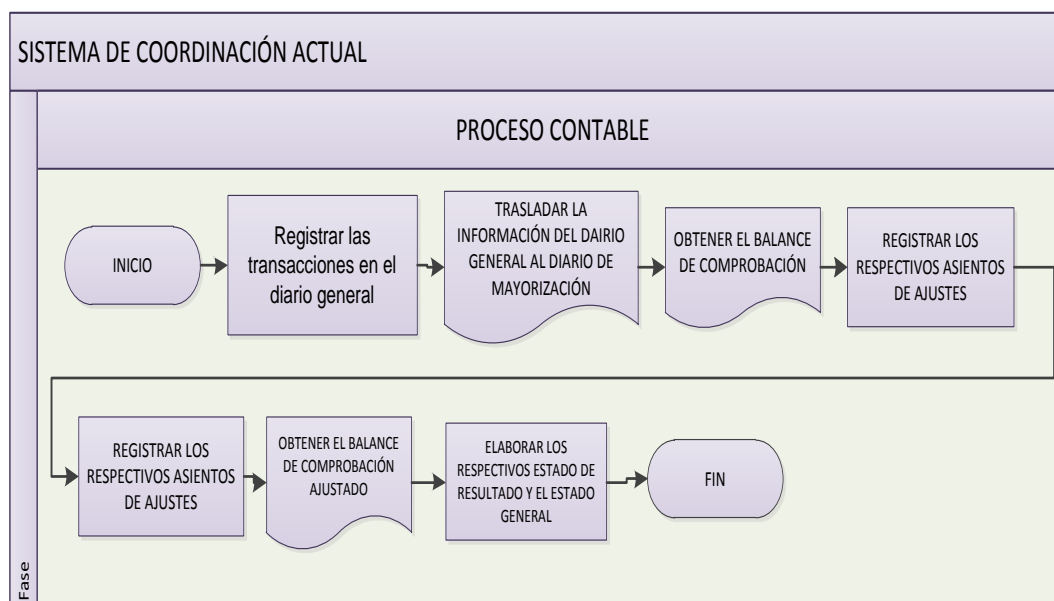 SISTEMA DE COORDINACIÓN ACTUAL
PROCESO CONTABLE
INICIO
Registrar las
transacciones en el
diario general
TRASLADAR LA
INFORMACIÓN DEL DAIRIO
GENERAL AL DIARIO DE
MAYORIZACIÓN
OBTENER EL BALANCE
DE COMPROBACIÓN
REGISTRAR LOS
RESPECTIVOS ASIENTOS
DE AJUSTES
REGISTRAR LOS
RESPECTIVOS ASIENTOS
DE AJUSTES
OBTENER EL BALANCE
DE COMPROBACIÓN
AJUSTADO
ELABORAR LOS
RESPECTIVOS ESTADO DE
RESULTADO Y EL ESTADO
GENERAL
FIN
Fase